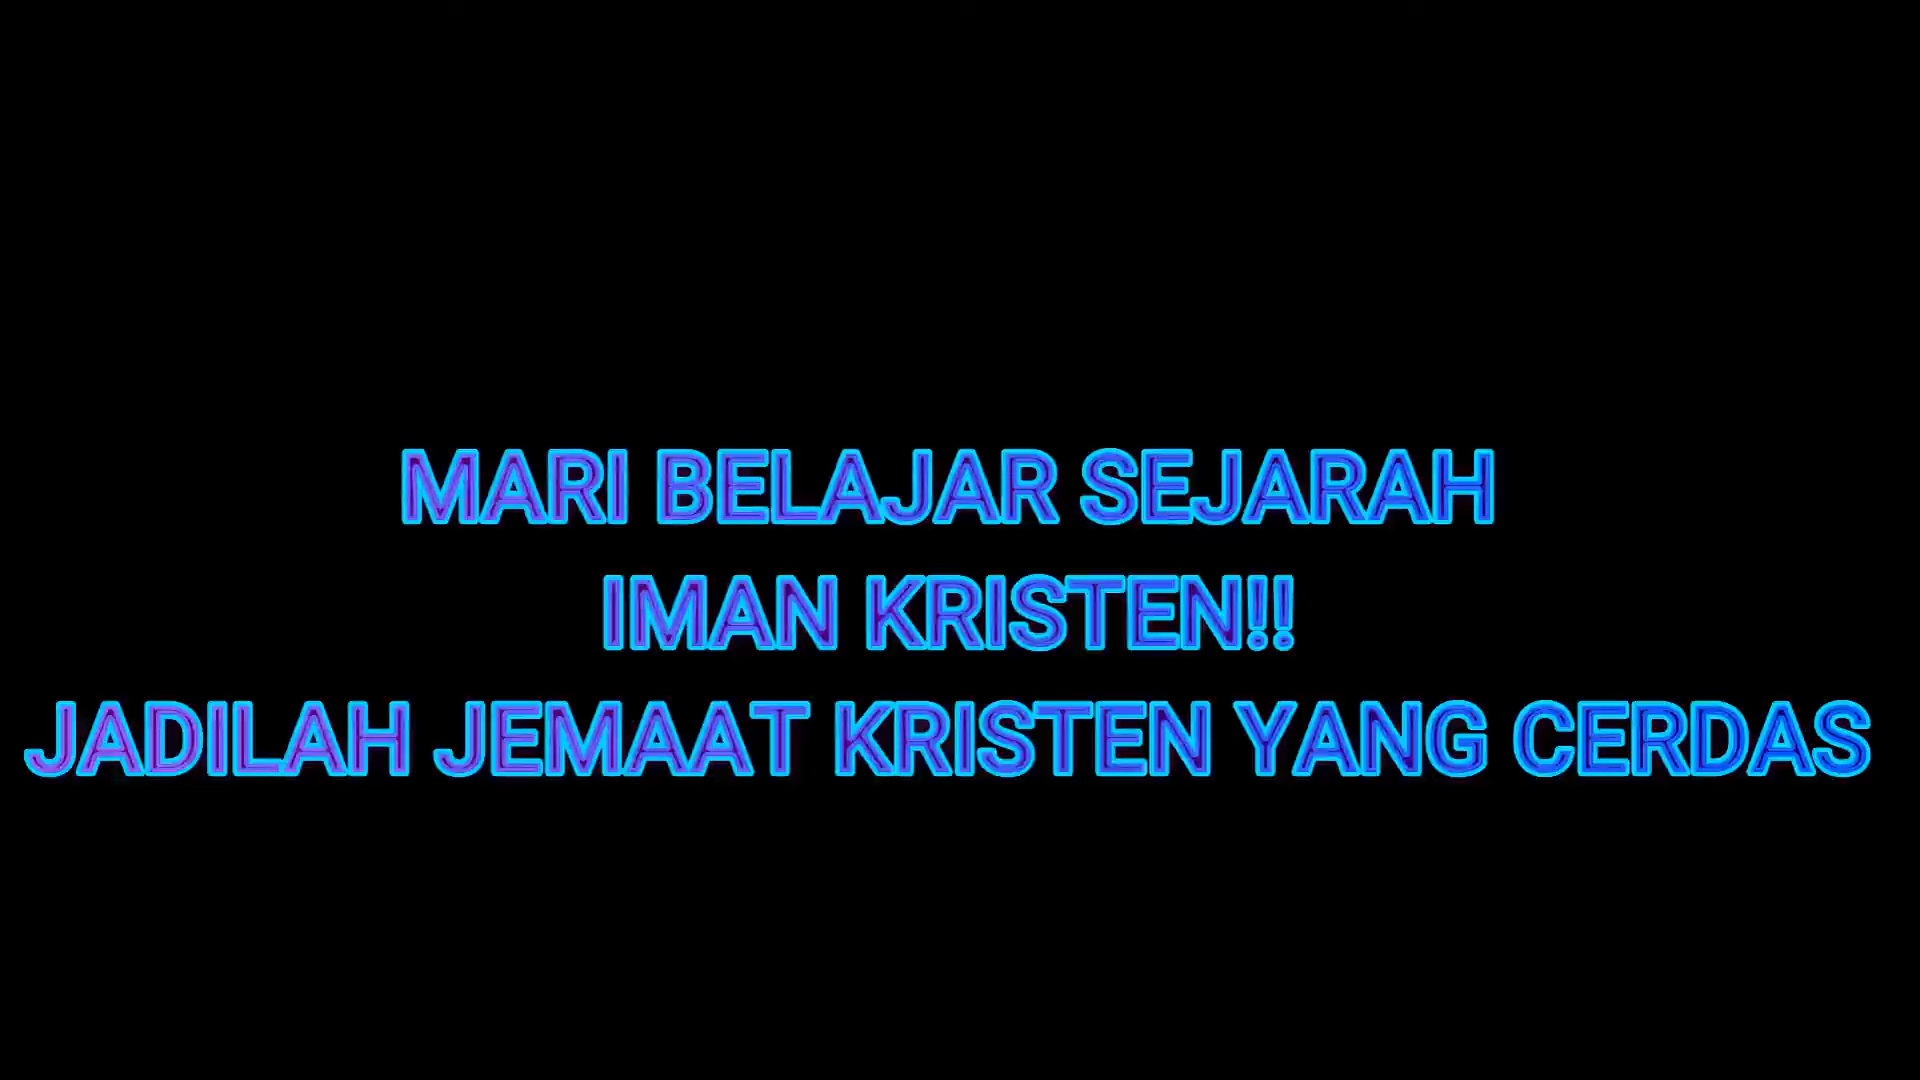 MARI BELAJAR SEJARAH
IMAN KRISTEN!!
JADILAH JEMAAT KRISTEN YANG CERDAS